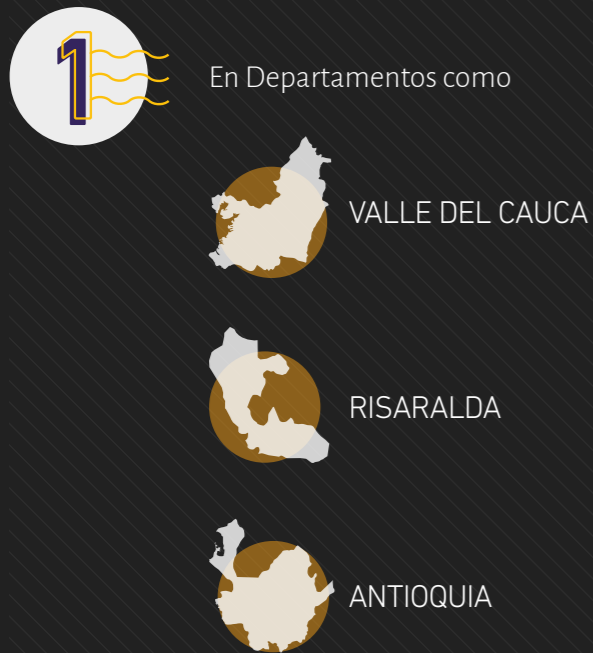 1
En Departamentos como
VALLE DEL CAUCA
RISARALDA
ANTIOQUIA